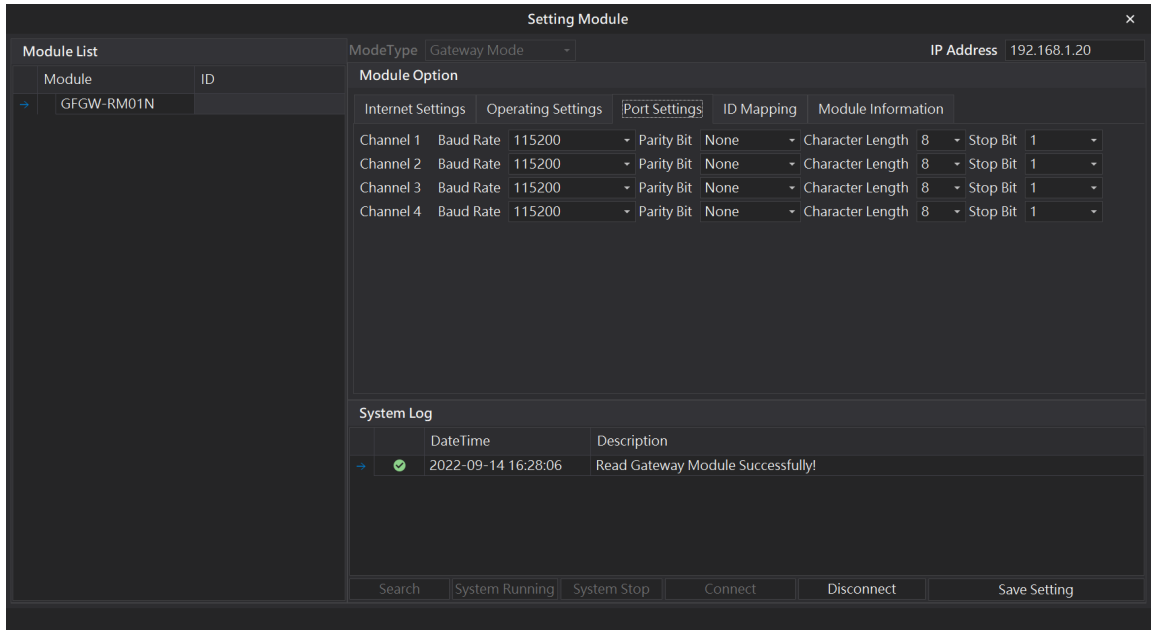 Setting Module
Module List
Module ID
GFGW-RM01N
ModeType Gateway Mode IP Address 192.168.1.20
Module Option
Internet Settings Operating Settings Port Settings ID Mapping Module Information
Channel 1 Baud Rate 115200 Parity Bit None Character Length 8 Stop Bit 1
Channel 2 Baud Rate 115200 Parity Bit None Character Length 8 Stop Bit 1
Channel 3 Baud Rate 115200 Parity Bit None Character Length 8 Stop Bit 1
Channel 4 Baud Rate 115200 Parity Bit None Character Length 8 Stop Bit 1
System Log
DateTime Description
2022-09-14 16:28:06 Read Gateway Module Successfully!
Search System Running System Stop Connect Disconnect Save Setting